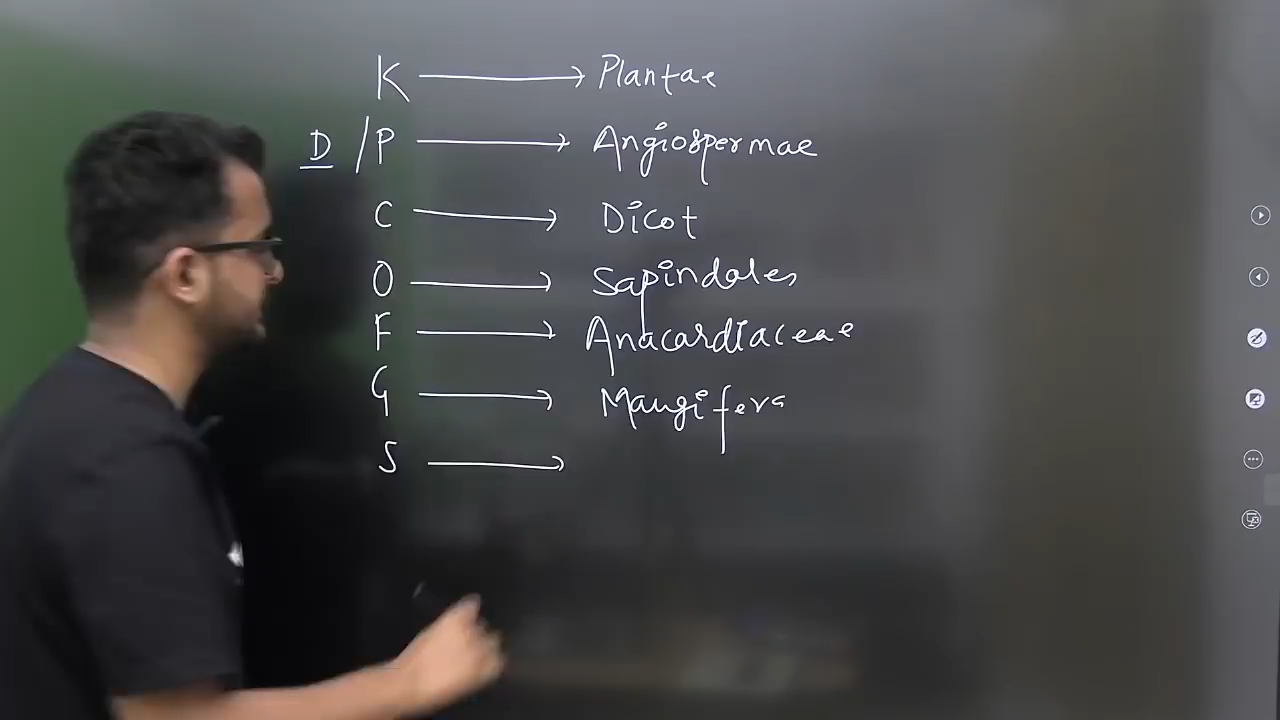 K → Plantae
D /P → Angiospermae
C → Dicot
O → Sapindales
F → Anacardiaceae
G → Mangifera
S →